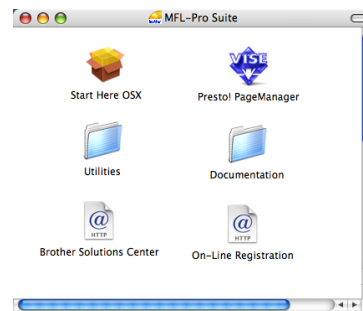 MFL-Pro Suite
VISE
Start Here OSX
Presto! PageManager
Utilities
Documentation
@
HTTP
@
HTTP
Brother Solutions Center
On-Line Registration